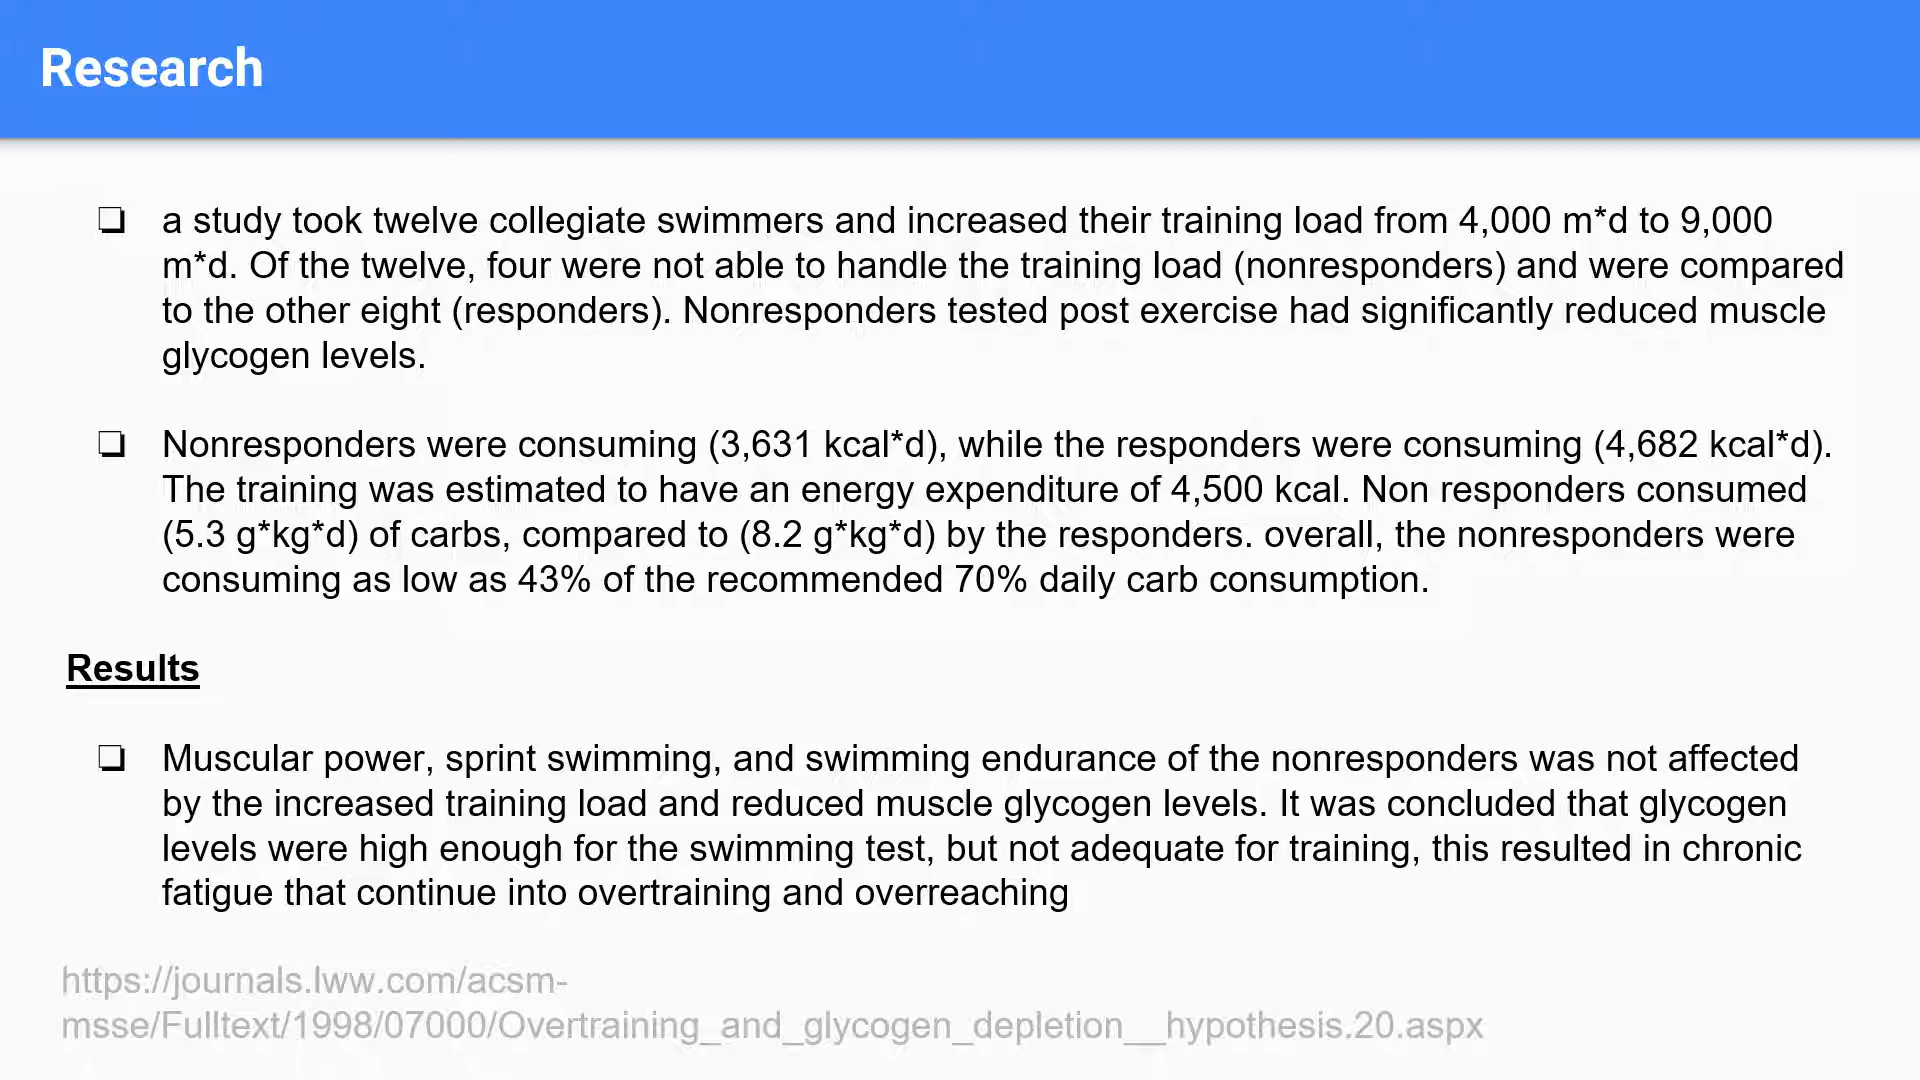 Research
❏ a study took twelve collegiate swimmers and increased their training load from 4,000 m*d to 9,000
m*d. Of the twelve, four were not able to handle the training load (nonresponders) and were compared
to the other eight (responders). Nonresponders tested post exercise had significantly reduced muscle
glycogen levels.
❏ Nonresponders were consuming (3,631 kcal*d), while the responders were consuming (4,682 kcal*d).
The training was estimated to have an energy expenditure of 4,500 kcal. Non responders consumed
(5.3 g*kg*d) of carbs, compared to (8.2 g*kg*d) by the responders. overall, the nonresponders were
consuming as low as 43% of the recommended 70% daily carb consumption.
Results
❏ Muscular power, sprint swimming, and swimming endurance of the nonresponders was not affected
by the increased training load and reduced muscle glycogen levels. It was concluded that glycogen
levels were high enough for the swimming test, but not adequate for training, this resulted in chronic
fatigue that continue into overtraining and overreaching
https://journals.lww.com/acsm-
msse/Fulltext/1998/07000/Overtraining_and_glycogen_depletion__hypothesis.20.aspx